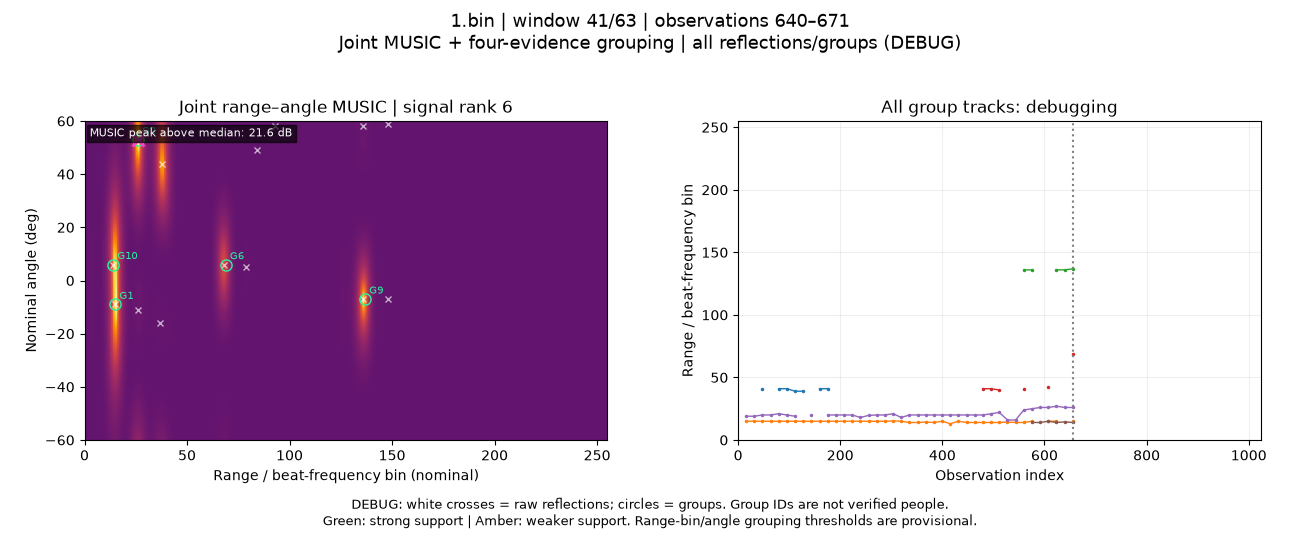 1.bin | window 41/63 | observations 640–671
Joint MUSIC + four-evidence grouping | all reflections/groups (DEBUG)
Joint range–angle MUSIC | signal rank 6
MUSIC peak above median: 21.6 dB
60
40
20
0
−20
−40
−60
Nominal angle (deg)
G10
G1
G6
G9
0
50
100
150
200
250
Range / beat-frequency bin (nominal)
All group tracks: debugging
250
200
150
100
50
0
Range / beat-frequency bin
0
200
400
600
800
1000
Observation index
DEBUG: white crosses = raw reflections; circles = groups. Group IDs are not verified people.
Green: strong support | Amber: weaker support. Range-bin/angle grouping thresholds are provisional.